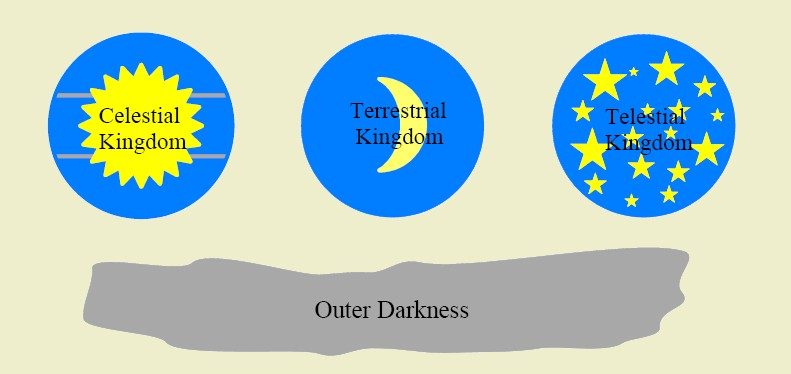 Celestial
Kingdom
Terrestrial
Kingdom
Telestial
Kingdom
Outer Darkness